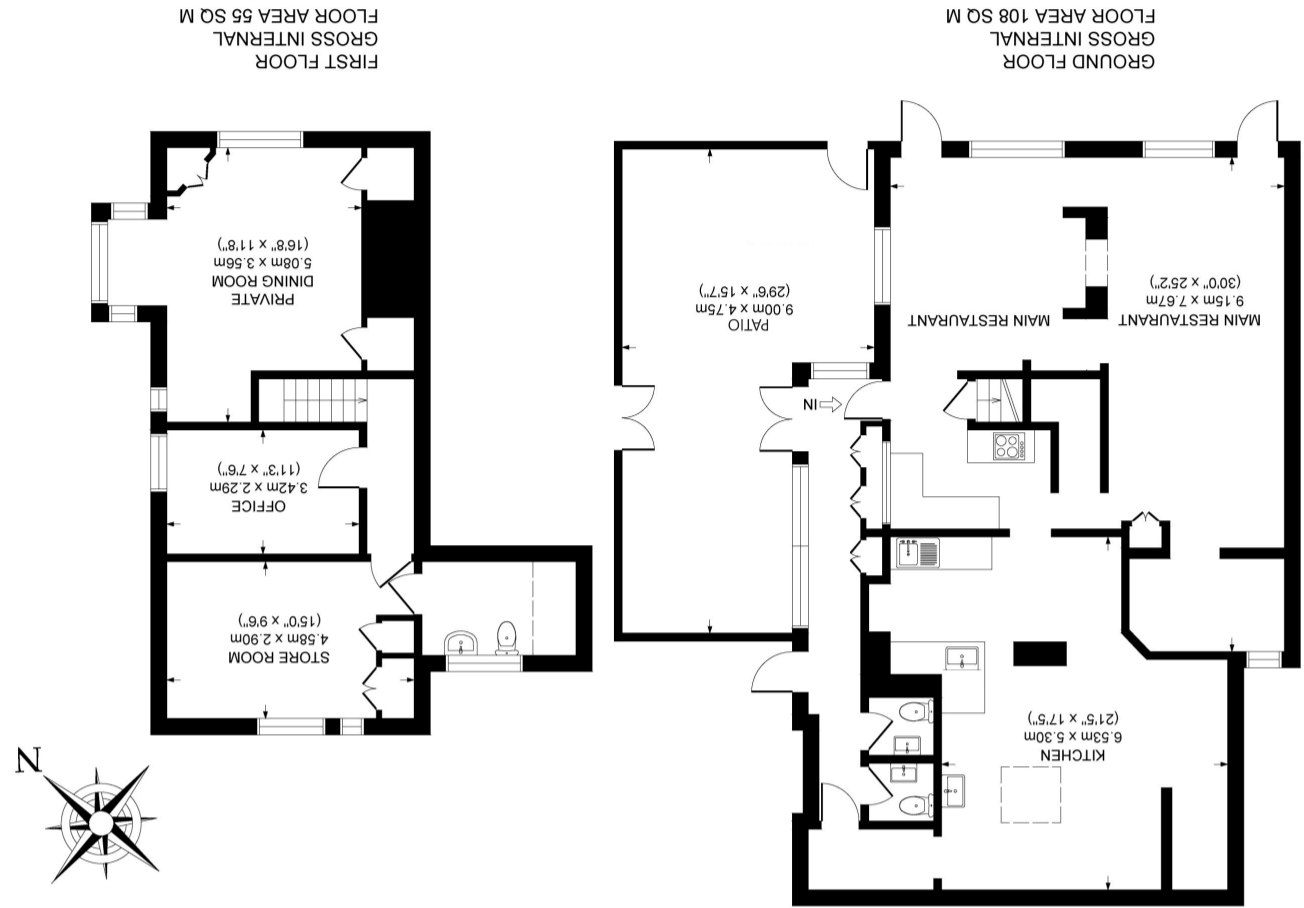 GROUND FLOOR
GROSS INTERNAL
FLOOR AREA 108 SQ M
FIRST FLOOR
GROSS INTERNAL
FLOOR AREA 55 SQ M
KITCHEN
6.53m x 5.30m
(21'5" x 17'5")
MAIN RESTAURANT
9.15m x 7.67m
(30'0" x 25'2")
MAIN RESTAURANT
IN
PATIO
9.00m x 4.75m
(29'6" x 15'7")
STORE ROOM
4.58m x 2.90m
(15'0" x 9'6")
OFFICE
3.42m x 2.29m
(11'3" x 7'6")
PRIVATE
DINING ROOM
5.08m x 3.56m
(16'8" x 11'8")
N